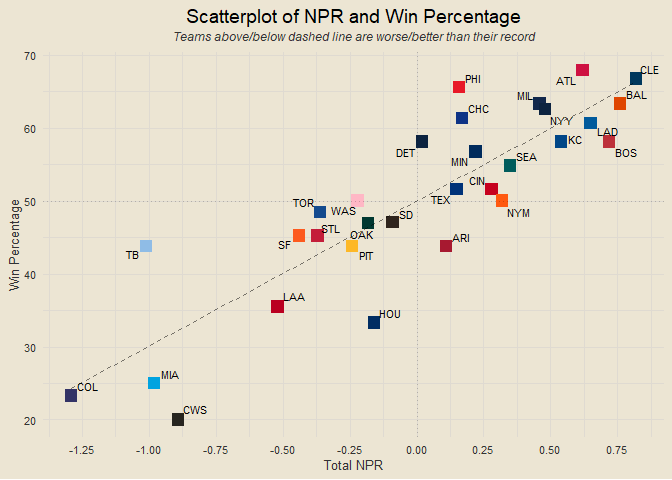 Scatterplot of NPR and Win Percentage
Teams above/below dashed line are worse/better than their record
70
CLE
PHI
ATL
MIL
BAL
CHC
60
NYY
LAD
KC
DET
BOS
MIN
SEA
CIN
TEX
50
TOR
WAS
NYM
SD
STL
OAK
SF
ARI
TB
PIT
40
LAA
HOU
30
MIA
COL
CWS
20
Win Percentage
-1.25 -1.00 -0.75 -0.50 -0.25 0.00 0.25 0.50 0.75
Total NPR